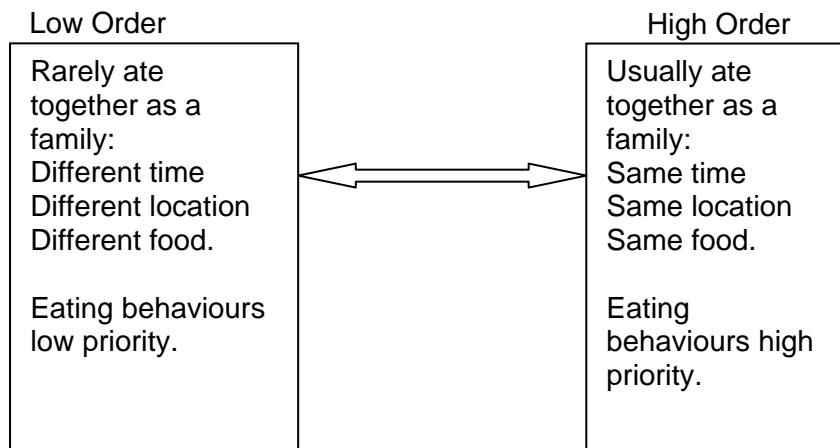 Low Order
Rarely ate
together as a
family:
Different time
Different location
Different food.
Eating behaviours
low priority.
High Order
Usually ate
together as a
family:
Same time
Same location
Same food.
Eating
behaviours high
priority.